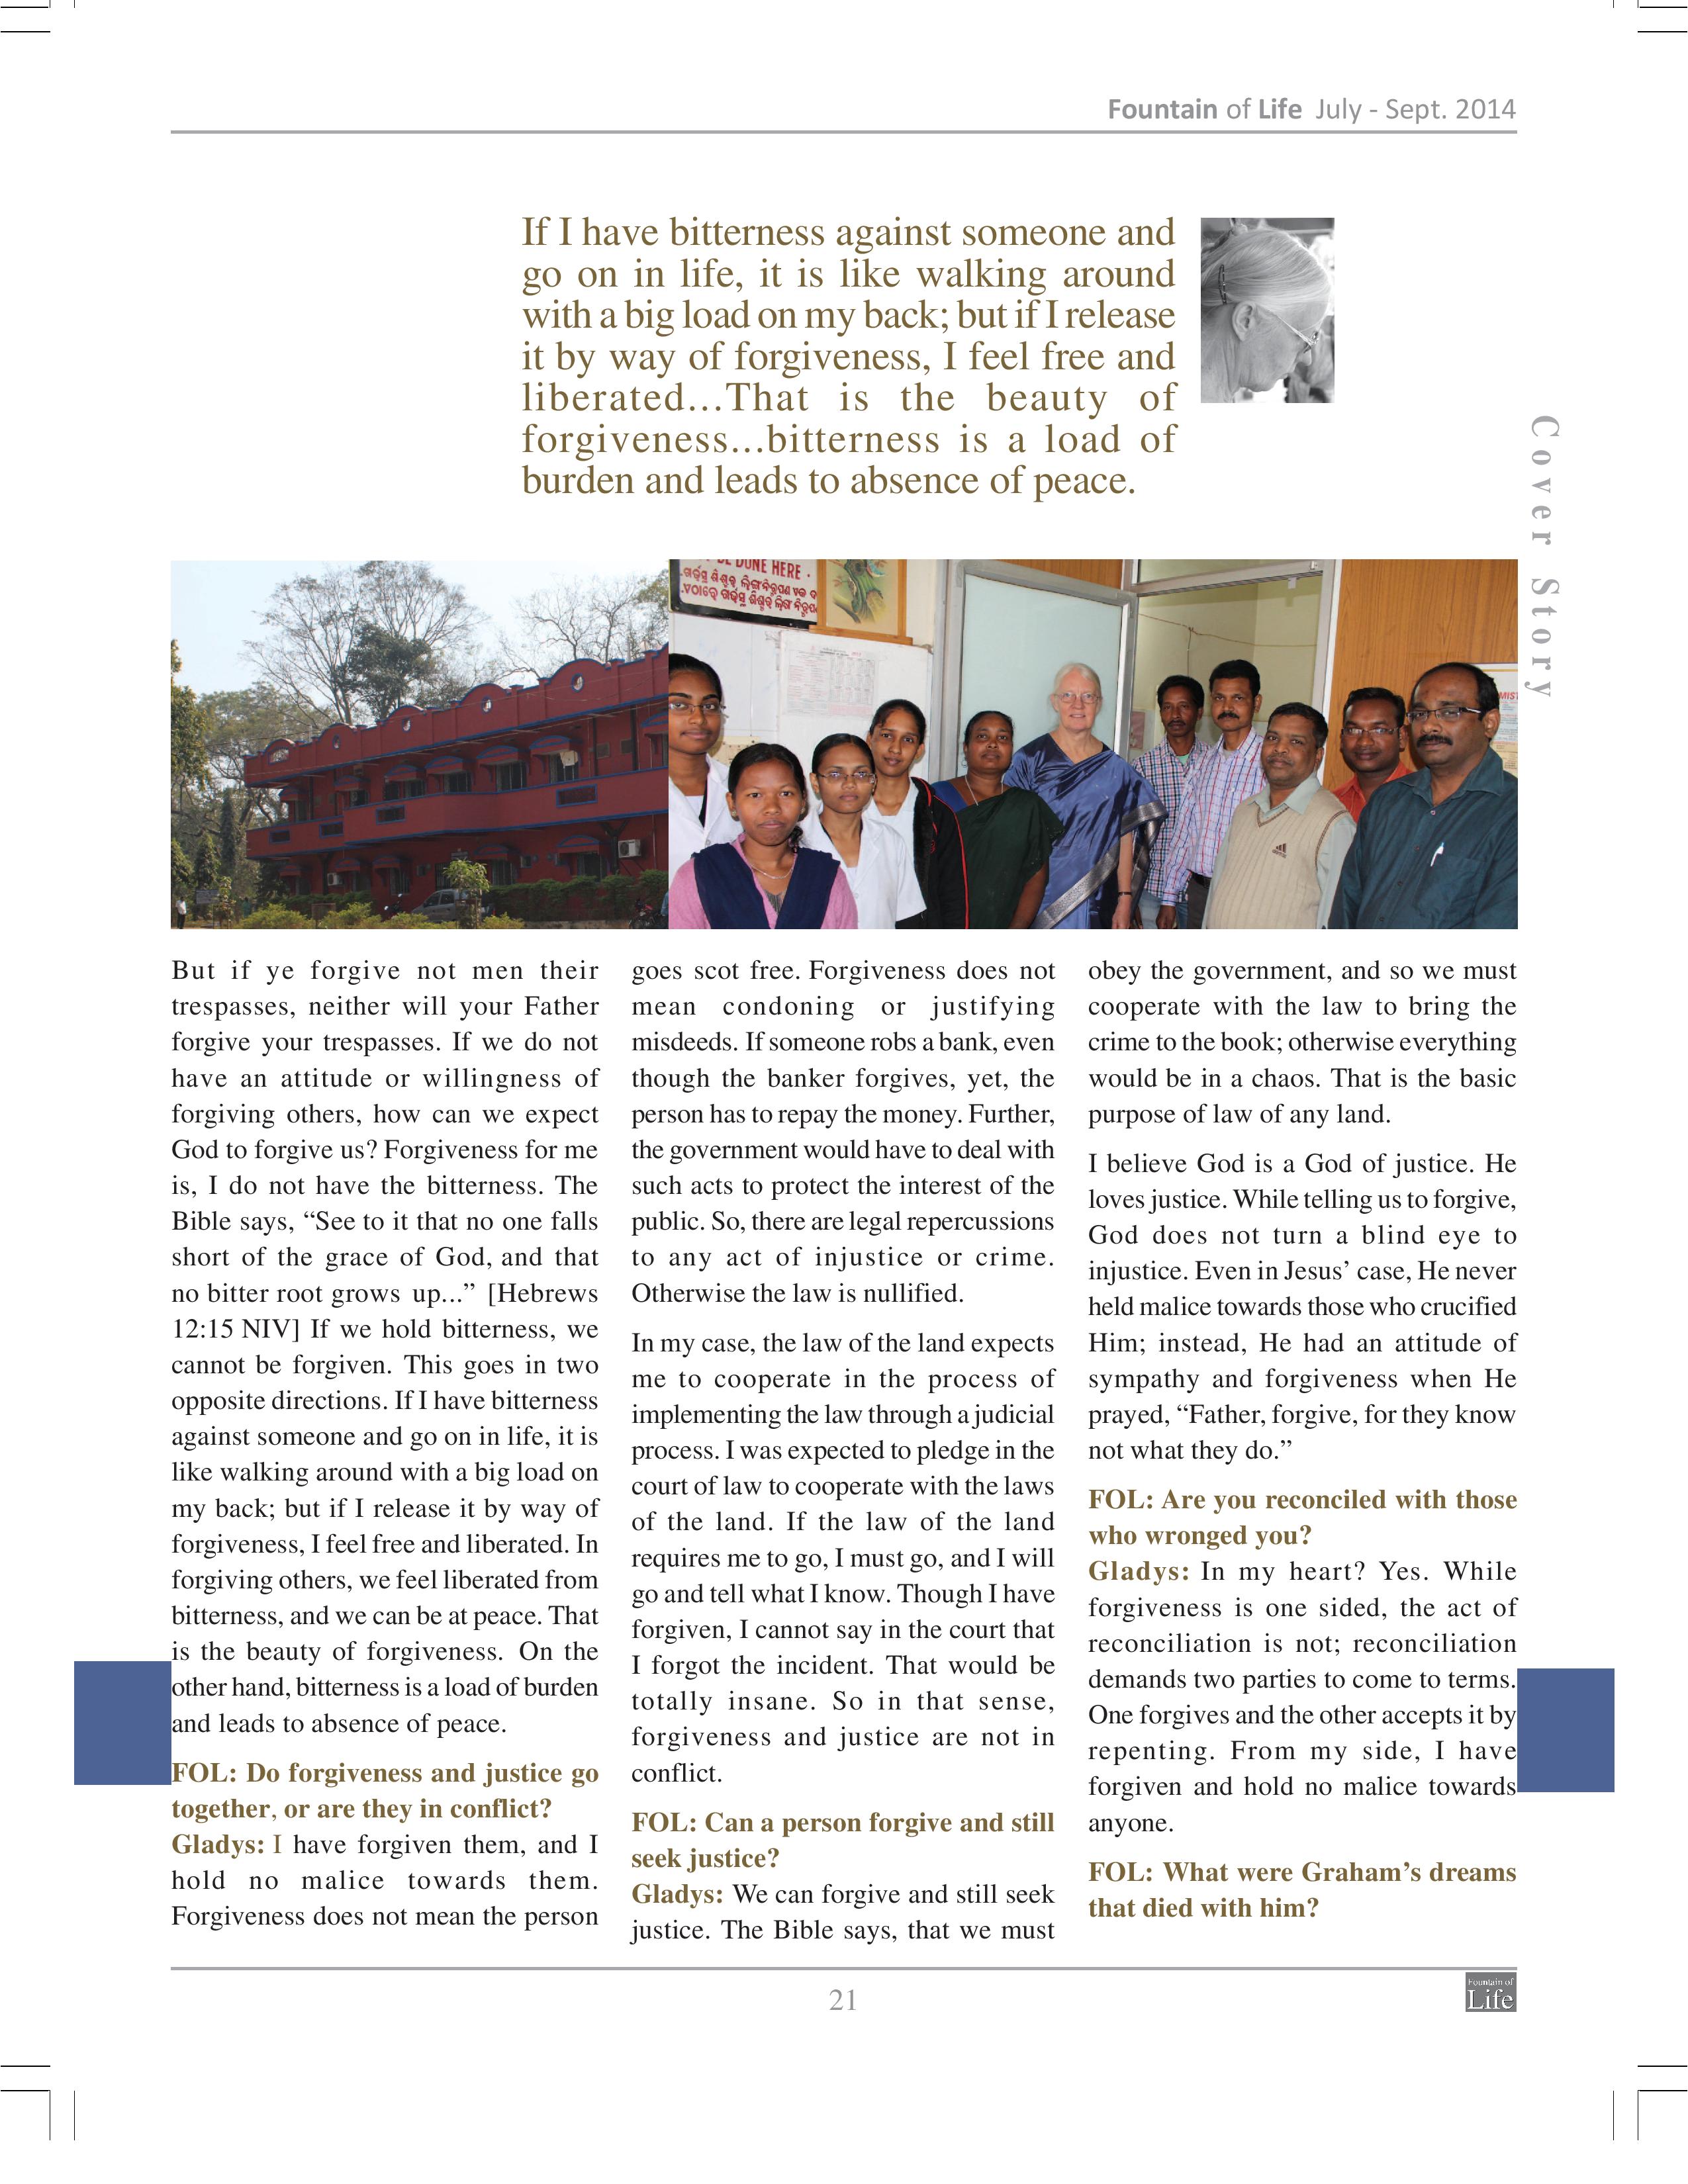 Fountain of Life July - Sept. 2014
If I have bitterness against someone and
go on in life, it is like walking around
with a big load on my back; but if I release
it by way of forgiveness, I feel free and
liberated...That is the beauty of
forgiveness...bitterness is a load of
burden and leads to absence of peace.
Cover Story
DONE HERE
But if ye forgive not men their
trespasses, neither will your Father
forgive your trespasses. If we do not
have an attitude or willingness of
forgiving others, how can we expect
God to forgive us? Forgiveness for me
is, I do not have the bitterness. The
Bible says, “See to it that no one falls
short of the grace of God, and that
no bitter root grows up...” [Hebrews
12:15 NIV] If we hold bitterness, we
cannot be forgiven. This goes in two
opposite directions. If I have bitterness
against someone and go on in life, it is
like walking around with a big load on
my back; but if I release it by way of
forgiveness, I feel free and liberated. In
forgiving others, we feel liberated from
bitterness, and we can be at peace. That
is the beauty of forgiveness. On the
other hand, bitterness is a load of burden
and leads to absence of peace.
FOL: Do forgiveness and justice go
together, or are they in conflict?
Gladys: I have forgiven them, and I
hold no malice towards them.
Forgiveness does not mean the person
goes scot free. Forgiveness does not
mean condoning or justifying
misdeeds. If someone robs a bank, even
though the banker forgives, yet, the
person has to repay the money. Further,
the government would have to deal with
such acts to protect the interest of the
public. So, there are legal repercussions
to any act of injustice or crime.
Otherwise the law is nullified.
In my case, the law of the land expects
me to cooperate in the process of
implementing the law through a judicial
process. I was expected to pledge in the
court of law to cooperate with the laws
of the land. If the law of the land
requires me to go, I must go, and I will
go and tell what I know. Though I have
forgiven, I cannot say in the court that
I forgot the incident. That would be
totally insane. So in that sense,
forgiveness and justice are not in
conflict.
FOL: Can a person forgive and still
seek justice?
Gladys: We can forgive and still seek
justice. The Bible says, that we must
obey the government, and so we must
cooperate with the law to bring the
crime to the book; otherwise everything
would be in a chaos. That is the basic
purpose of law of any land.
I believe God is a God of justice. He
loves justice. While telling us to forgive,
God does not turn a blind eye to
injustice. Even in Jesus’ case, He never
held malice towards those who crucified
Him; instead, He had an attitude of
sympathy and forgiveness when He
prayed, “Father, forgive, for they know
not what they do.”
FOL: Are you reconciled with those
who wronged you?
Gladys: In my heart? Yes. While
forgiveness is one sided, the act of
reconciliation is not; reconciliation
demands two parties to come to terms.
One forgives and the other accepts it by
repenting. From my side, I have
forgiven and hold no malice towards
anyone.
FOL: What were Graham’s dreams
that died with him?
21
Fountain of
Life